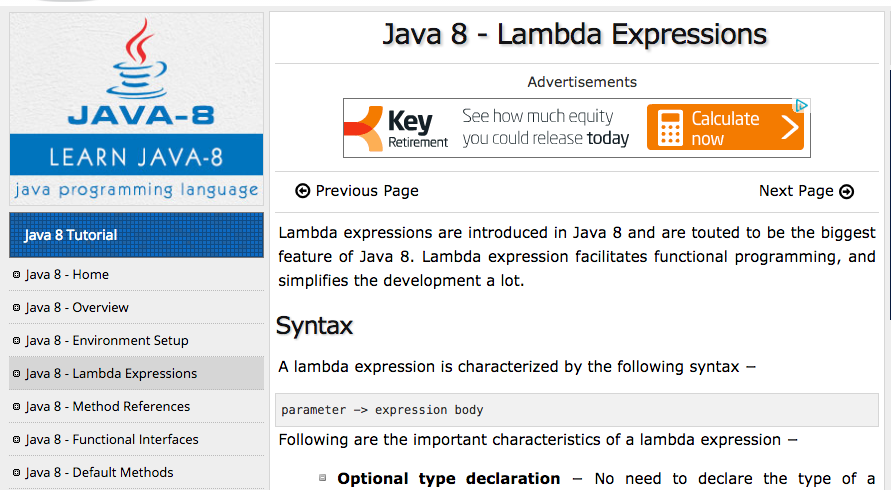 JAVA-8
LEARN JAVA-8
java programming language
Java 8 Tutorial
Java 8 - Home
Java 8 - Overview
Java 8 - Environment Setup
Java 8 - Lambda Expressions
Java 8 - Method References
Java 8 - Functional Interfaces
Java 8 - Default Methods
Java 8 - Lambda Expressions
Advertisements
Key
Retirement
See how much equity
you could release today
Calculate
now
Previous Page
Next Page
Lambda expressions are introduced in Java 8 and are touted to be the biggest
feature of Java 8. Lambda expression facilitates functional programming, and
simplifies the development a lot.
Syntax
A lambda expression is characterized by the following syntax −
parameter -> expression body
Following are the important characteristics of a lambda expression −
Optional type declaration − No need to declare the type of a